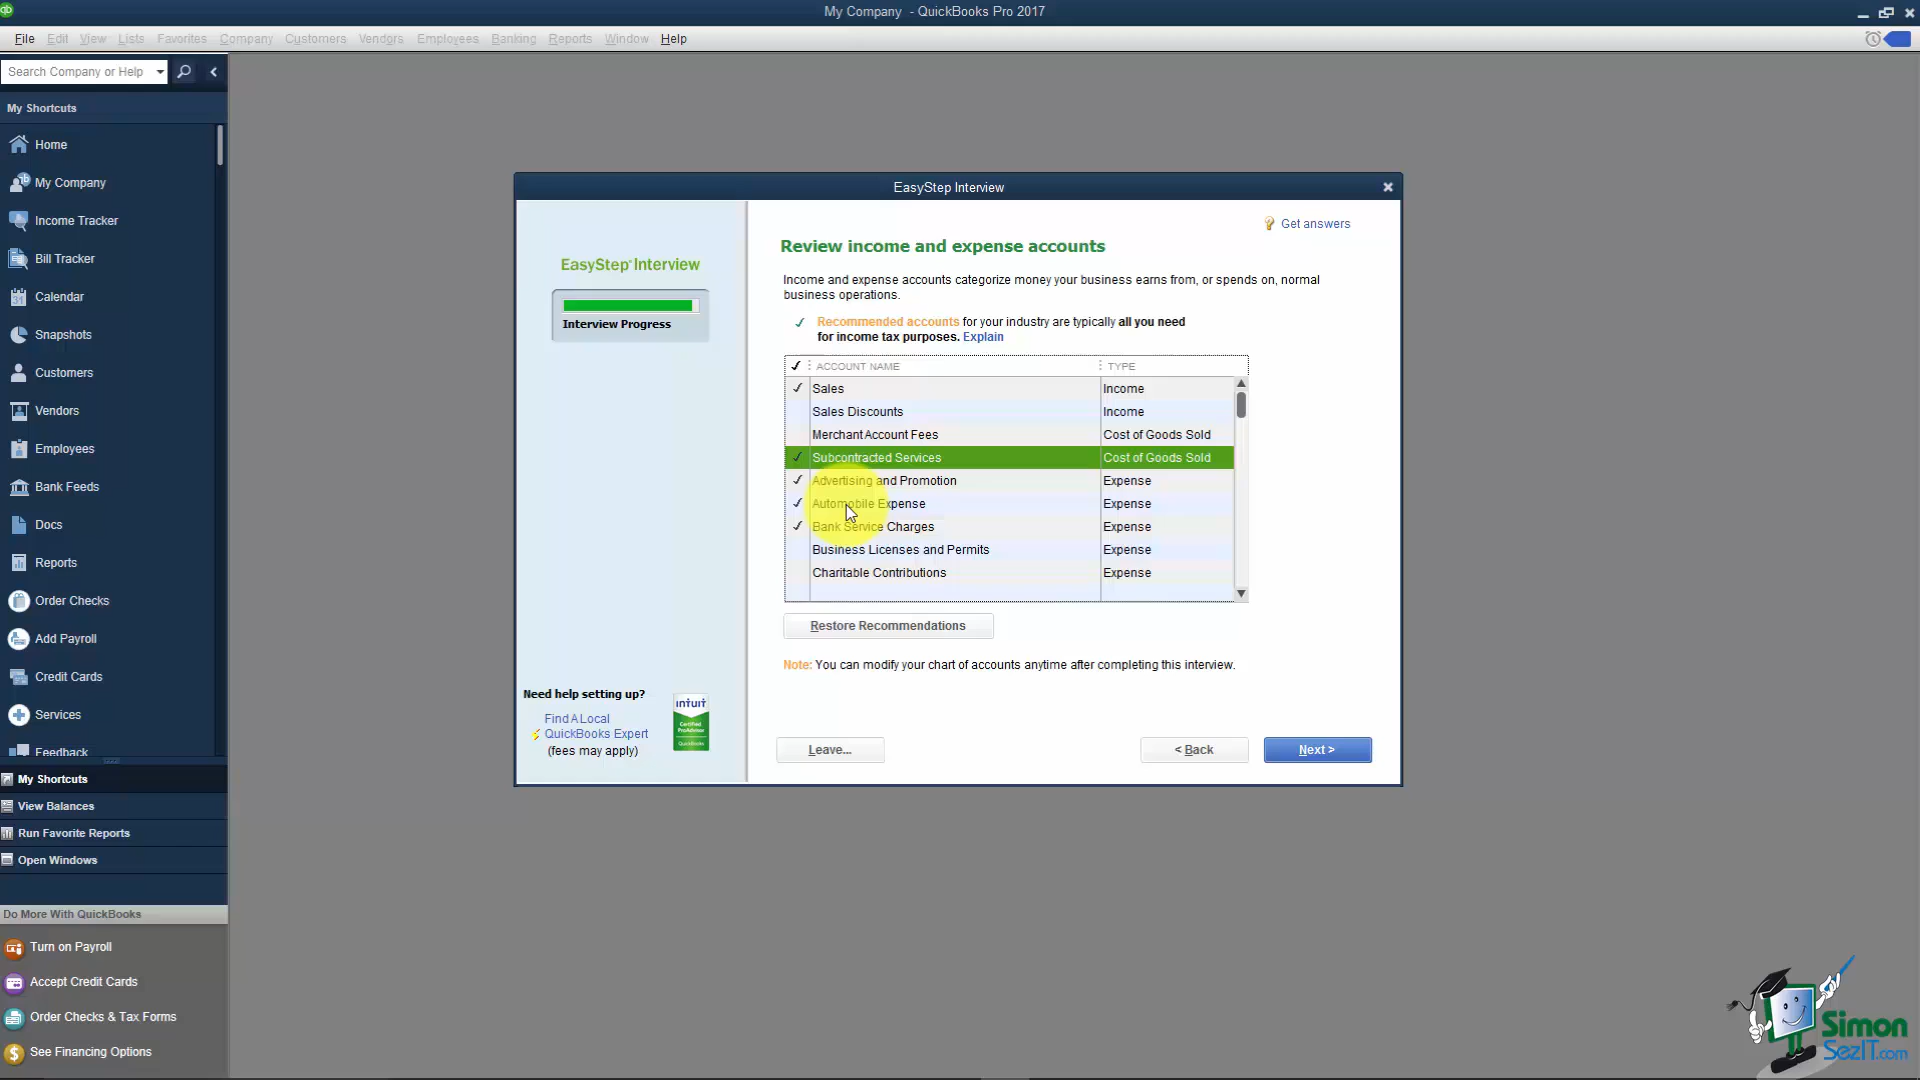 My Company - QuickBooks Pro 2017
File Edit View Lists Favorites Company Customers Vendors Employees Banking Reports Window Help
Search Company or Help
My Shortcuts
Home
My Company
Income Tracker
Bill Tracker
Calendar
Snapshots
Customers
Vendors
Employees
Bank Feeds
Docs
Reports
Order Checks
Add Payroll
Credit Cards
Services
Feedback
My Shortcuts
View Balances
Run Favorite Reports
Open Windows
Do More With QuickBooks
Turn on Payroll
Accept Credit Cards
Order Checks & Tax Forms
See Financing Options
EasyStep Interview
EasyStep Interview
Interview Progress
Need help setting up?
Find A Local
QuickBooks Expert
(fees may apply)
intuit
Certified
ProAdvisor
QuickBooks
Get answers
Review income and expense accounts
Income and expense accounts categorize money your business earns from, or spends on, normal
business operations.
Recommended accounts for your industry are typically all you need
for income tax purposes. Explain
ACCOUNT NAME TYPE
Sales Income
Sales Discounts Income
Merchant Account Fees Cost of Goods Sold
Subcontracted Services Cost of Goods Sold
Advertising and Promotion Expense
Automobile Expense Expense
Bank Service Charges Expense
Business Licenses and Permits Expense
Charitable Contributions Expense
Restore Recommendations
Note: You can modify your chart of accounts anytime after completing this interview.
Leave... < Back Next >
Simon
SezIT.com